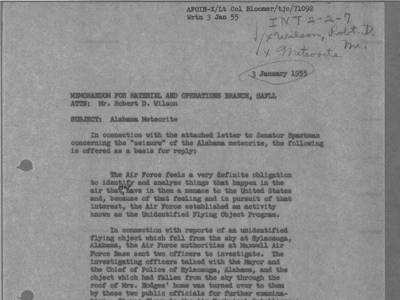 AFOIN-X/Lt Col Bloomer/tjc/71092
Wrtn 3 Jan 55
INT 2-2-7
x Wilson, Robt. D.
Mr.
x Meteorite
3 January 1955
MEMORANDUM FOR MATERIEL AND OPERATIONS BRANCH, SAFLL
ATTN: Mr. Robert D. Wilson
SUBJECT: Alabama Meteorite
In connection with the attached letter to Senator Sparkman
concerning the "seizure" of the Alabama meteorite, the following
is offered as a basis for reply:
The Air Force feels a very definite obligation
to identify and analyze things that happen in the
air that have in them a menace to the United States
and, because of that feeling and in pursuit of that
interest, the Air Force established an activity
known as the Unidentified Flying Object Program.
In connection with reports of an unidentified
flying object which fell from the sky at Sylacauga,
Alabama, the Air Force authorities at Maxwell Air
Force Base sent two officers to investigate. The
investigating officers talked with the Mayor and
the Chief of Police of Sylacauga, Alabama, and the
object which had fallen from the sky through the
roof of Mrs. Hodges' home was turned over to them
by these two public officials for further examina-